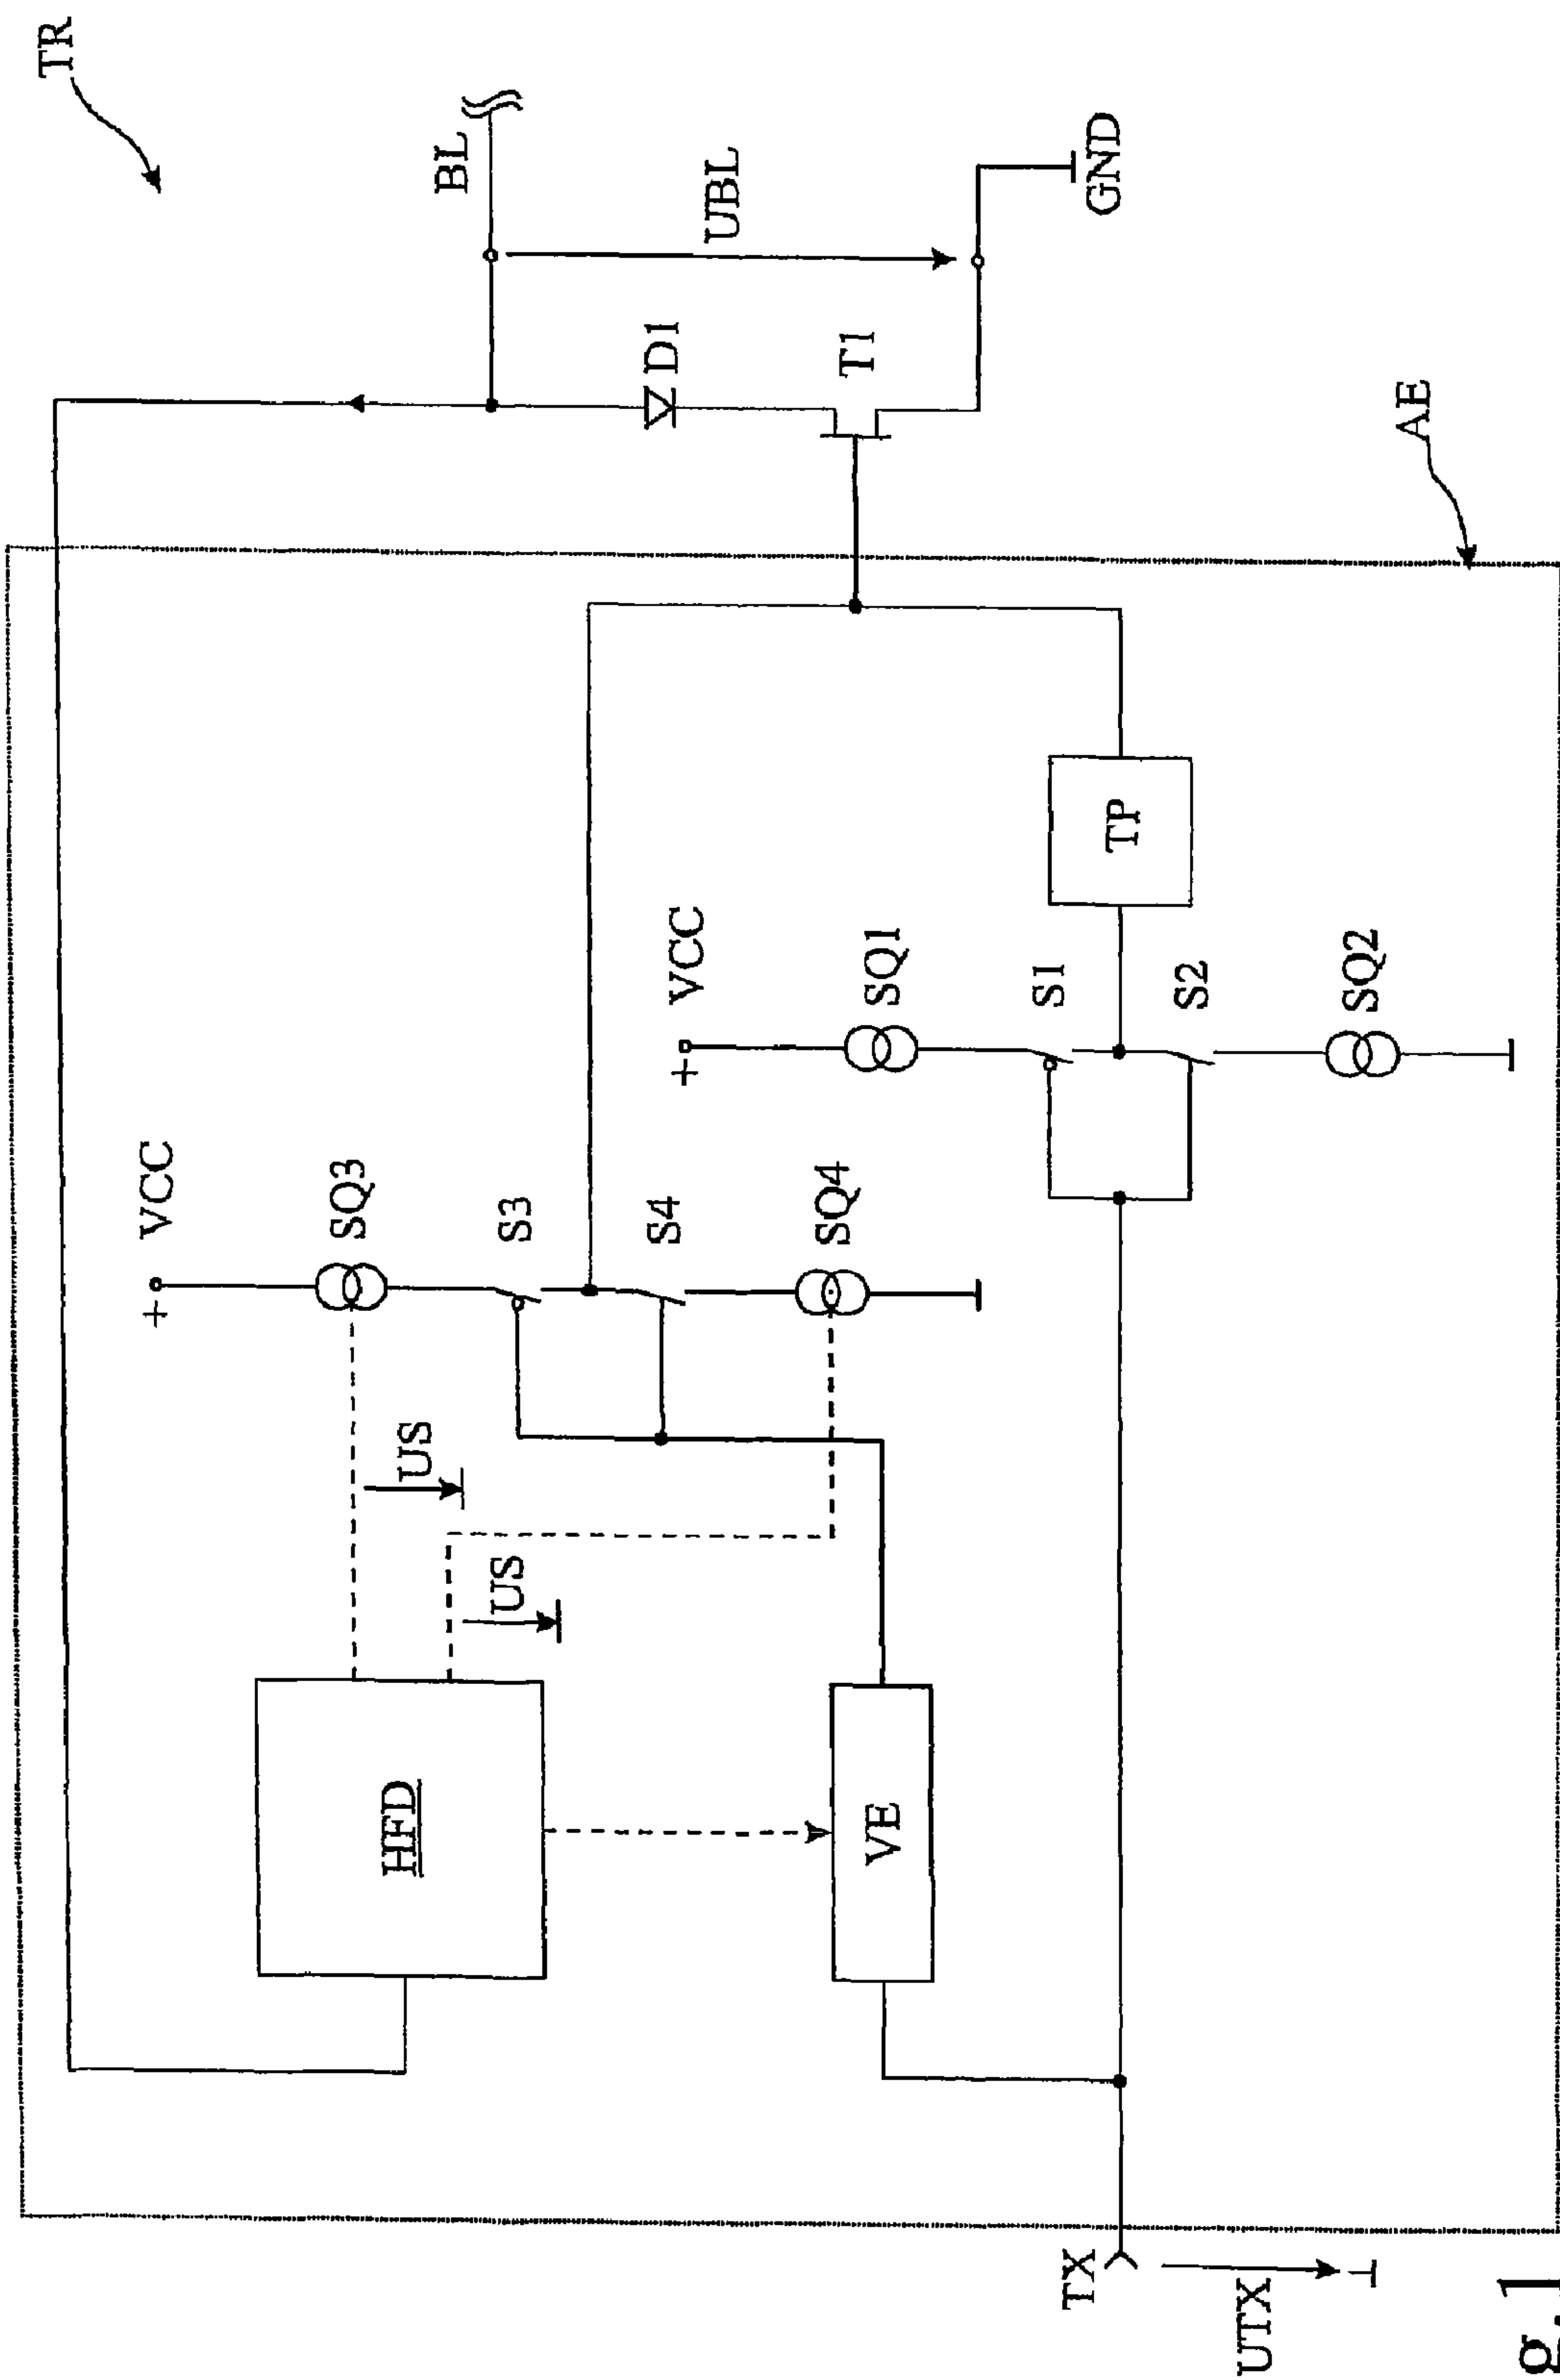 TR
BL
UBL
GND
D1
T1
AE
VCC
+
SQ3
S3
S4
SQ4
VCC
+
SQ1
S1
S2
SQ2
TP
US
US
HFD
VE
TX
UTX
g.1